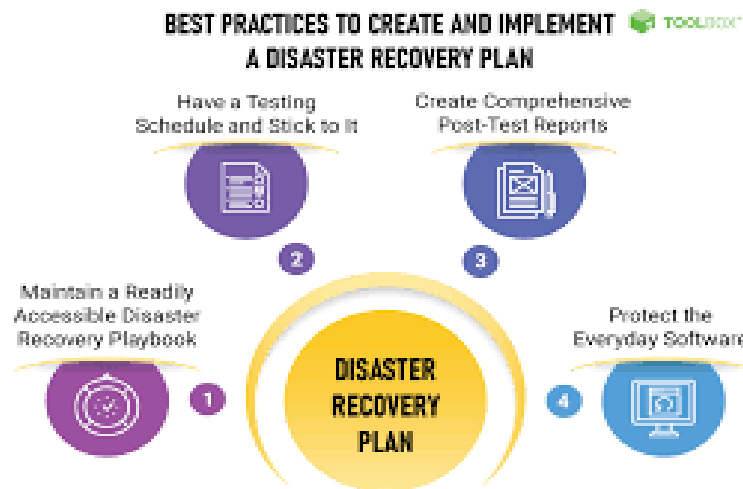 BEST PRACTICES TO CREATE AND IMPLEMENT
A DISASTER RECOVERY PLAN
TOOLBOX
Have a Testing
Schedule and Stick to It
Create Comprehensive
Post-Test Reports
2
3
Maintain a Readily
Accessible Disaster
Recovery Playbook
Protect the
Everyday Software
1
4
DISASTER
RECOVERY
PLAN